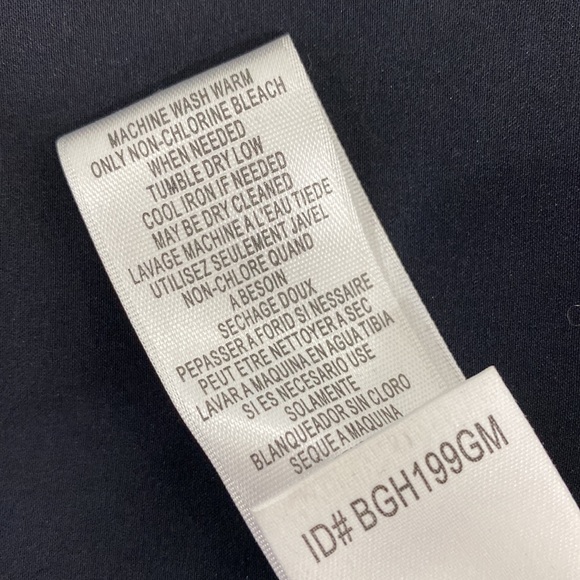 MACHINE WASH WARM
ONLY NON-CHLORINE BLEACH
WHEN NEEDED
TUMBLE DRY LOW
COOL IRON IF NEEDED
MAY BE DRY CLEANED
LAVAGE MACHINE A L'EAU TIEDE
UTILISEZ SEULEMENT JAVEL
NON-CHLORE QUAND
A BESOIN
SECHAGE DOUX
PEPASSER A FORID SI NESSAIRE
PEUT ETRE NETTOYER A SEC
LAVAR A MAQUINA EN AGUA TIBIA
SI ES NECESARIO USE
SOLAMENTE
BLANQUEADOR SIN CLORO
SEQUE A MAQUINA
ID# BGH199GM